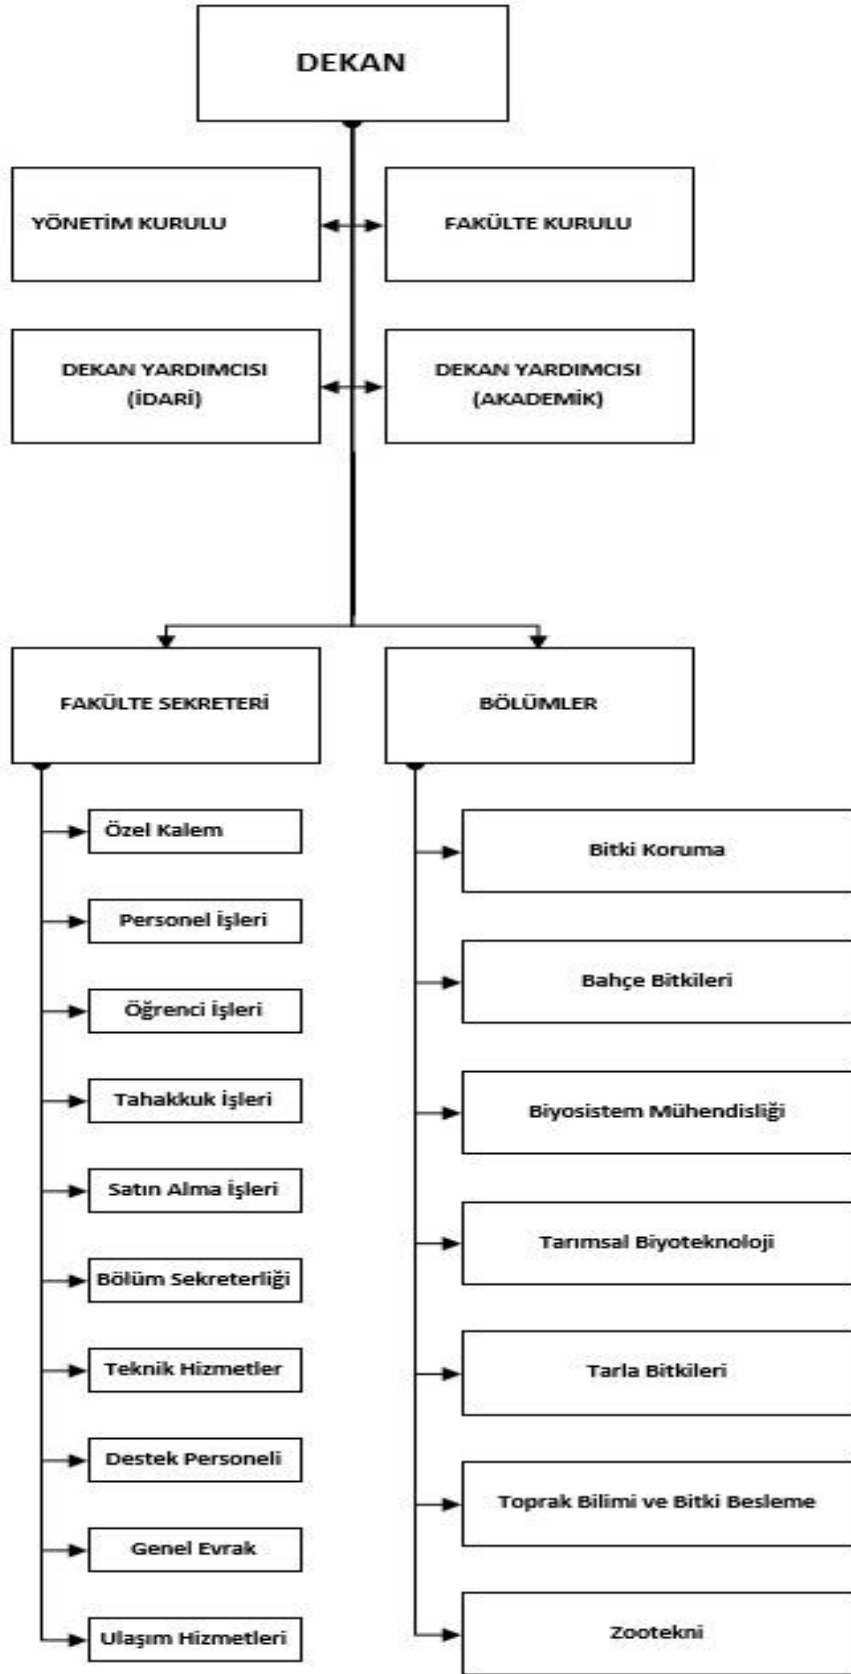 DEKAN
YÖNETİM KURULU
FAKÜLTE KURULU
DEKAN YARDIMCISI
(İDARİ)
DEKAN YARDIMCISI
(AKADEMİK)
FAKÜLTE SEKRETERİ
BÖLÜMLER
Özel Kalem
Personel İşleri
Öğrenci İşleri
Tahakkuk İşleri
Satın Alma İşleri
Bölüm Sekreterliği
Teknik Hizmetler
Destek Personeli
Genel Evrak
Ulaşım Hizmetleri
Bitki Koruma
Bahçe Bitkileri
Biyosistem Mühendisliği
Tarımsal Biyoteknoloji
Tarla Bitkileri
Toprak Bilimi ve Bitki Besleme
Zootekni